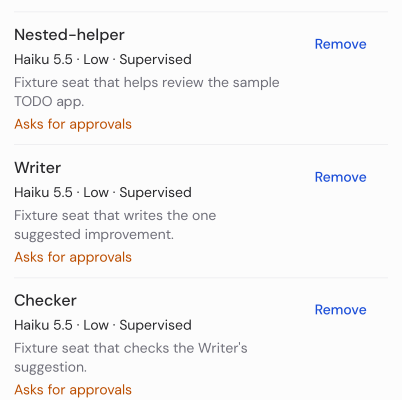 Nested-helper
Remove
Haiku 5.5 · Low · Supervised
Fixture seat that helps review the sample
TODO app.
Asks for approvals
Writer
Remove
Haiku 5.5 · Low · Supervised
Fixture seat that writes the one
suggested improvement.
Asks for approvals
Checker
Remove
Haiku 5.5 · Low · Supervised
Fixture seat that checks the Writer's
suggestion.
Asks for approvals